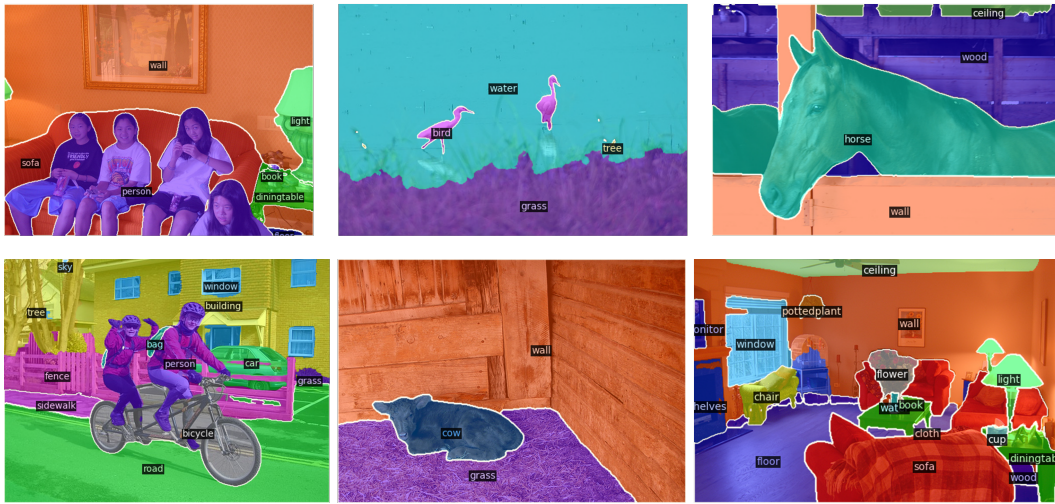 wall
light
sofa
book
person
diningtable
floor
water
bird
tree
grass
ceiling
wood
horse
wall
sky
window
tree
building
bag
person
car
fence
grass
sidewalk
bicycle
road
wall
cow
grass
ceiling
pottedplant
wall
onitor
window
flower
light
chair
helves
wat
book
cloth
cup
diningtab
floor
sofa
wood